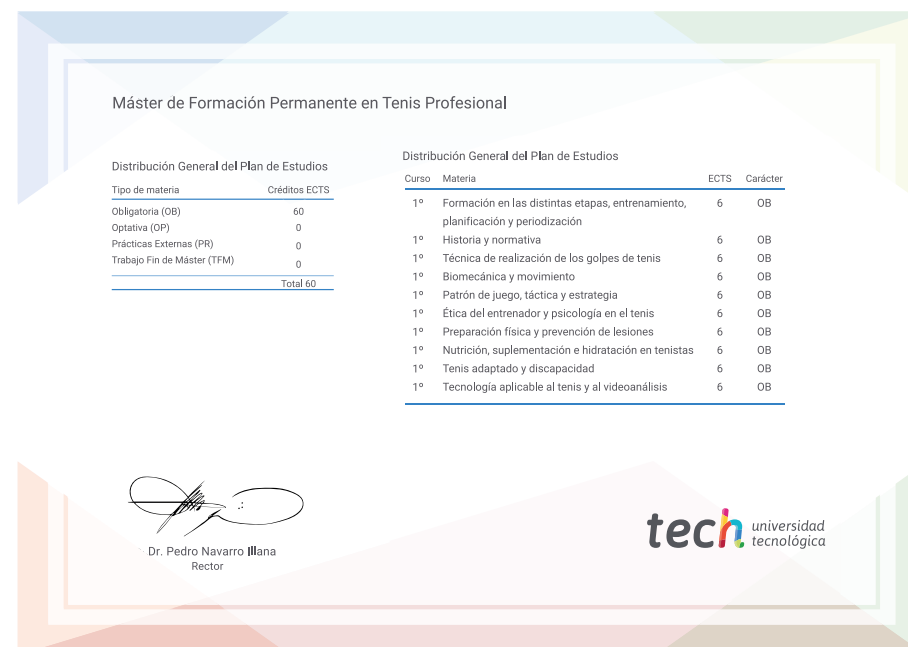 Máster de Formación Permanente en Tenis Profesional
Distribución General del Plan de Estudios
Tipo de materia Créditos ECTS
Obligatoria (OB) 60
Optativa (OP) 0
Prácticas Externas (PR) 0
Trabajo Fin de Máster (TFM) 0
Total 60
Distribución General del Plan de Estudios
Curso Materia ECTS Carácter
1º Formación en las distintas etapas, entrenamiento, 6 OB
planificación y periodización
1º Historia y normativa 6 OB
1º Técnica de realización de los golpes de tenis 6 OB
1º Biomecánica y movimiento 6 OB
1º Patrón de juego, táctica y estrategia 6 OB
1º Ética del entrenador y psicología en el tenis 6 OB
1º Preparación física y prevención de lesiones 6 OB
1º Nutrición, suplementación e hidratación en tenistas 6 OB
1º Tenis adaptado y discapacidad 6 OB
1º Tecnología aplicable al tenis y al videoanálisis 6 OB
Dr. Pedro Navarro Illana
Rector
tech universidad
tecnológica